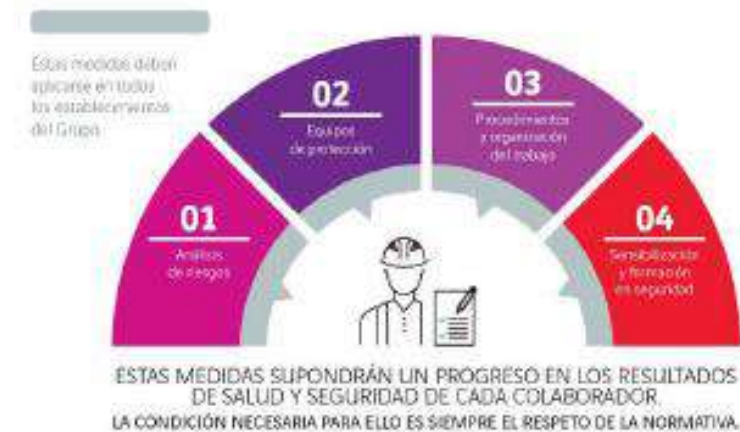 Estas medidas deben
aplicarse en todos
los establecimientos
del Grupo
01
Análisis
de riesgos
02
Equipos
de protección
03
Procedimientos
y organización
del trabajo
04
Sensibilización
y formación
en seguridad
ESTAS MEDIDAS SUPONDRÁN UN PROGRESO EN LOS RESULTADOS
DE SALUD Y SEGURIDAD DE CADA COLABORADOR.
LA CONDICIÓN NECESARIA PARA ELLO ES SIEMPRE EL RESPETO DE LA NORMATIVA.